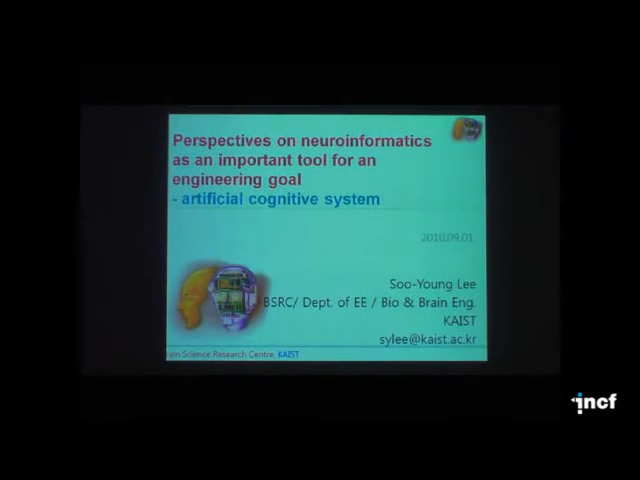 Perspectives on neuroinformatics
as an important tool for an
engineering goal
- artificial cognitive system
2010.09.01
Soo-Young Lee
BSRC/ Dept. of EE / Bio & Brain Eng.
KAIST
sylee@kaist.ac.kr
ain Science Research Centre, KAIST
incf